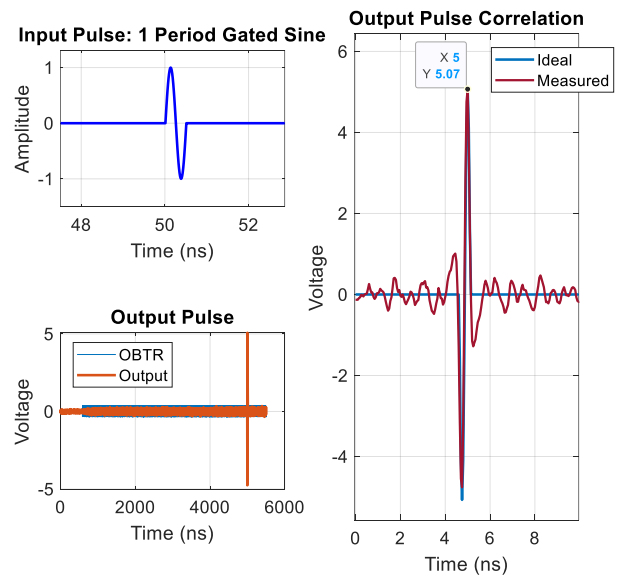 Input Pulse: 1 Period Gated Sine
1
0
-1
Amplitude
48
50
52
Time (ns)
Output Pulse
5
0
-5
Voltage
OBTR
Output
0
2000
4000
6000
Time (ns)
Output Pulse Correlation
6
4
2
0
-2
-4
Voltage
X 5
Y 5.07
Ideal
Measured
0
2
4
6
8
Time (ns)